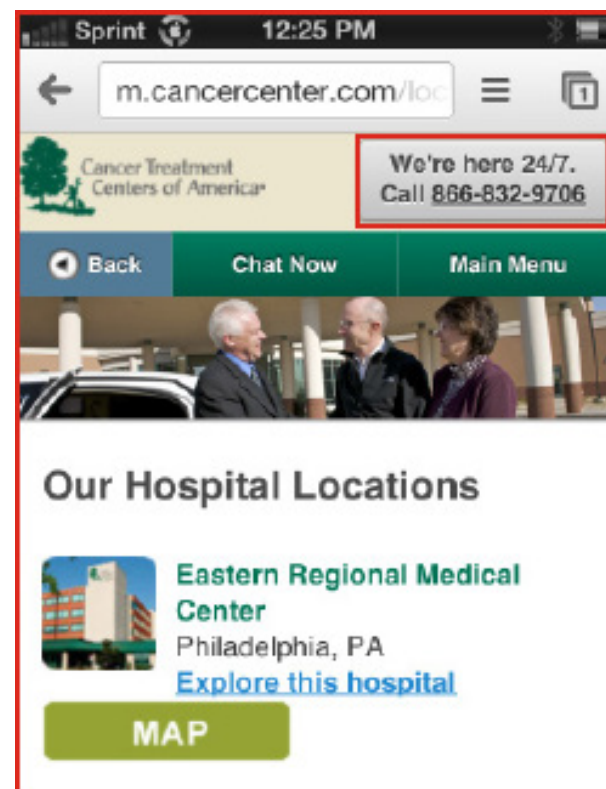 Sprint 12:25 PM
m.cancercenter.com/loc
1
Cancer Treatment
Centers of America
We're here 24/7.
Call 866-832-9706
Back Chat Now Main Menu
Our Hospital Locations
Eastern Regional Medical
Center
Philadelphia, PA
Explore this hospital
MAP